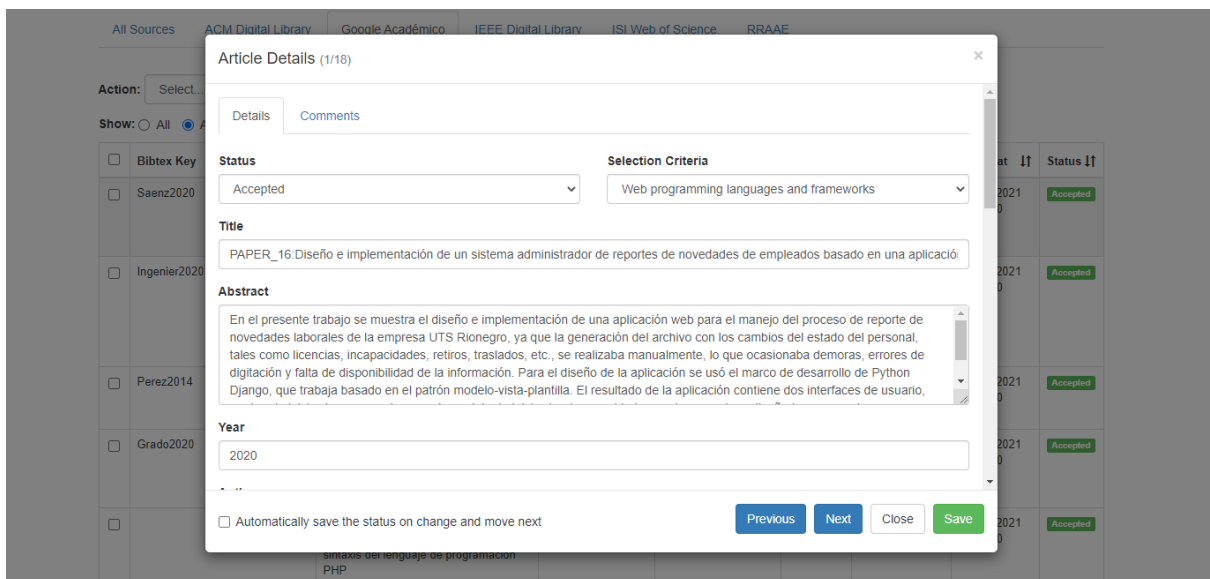 All Sources ACM Digital Library Google Académico IEEE Digital Library ISI Web of Science RRAAE
Article Details (1/18) ×
Action: Select...
Details Comments
Show: All
Bibtex Key
Status Selection Criteria
Status
Accepted Web programming languages and frameworks
Saenz2020
2021 Accepted
Title
PAPER_16:Diseño e implementación de un sistema administrador de reportes de novedades de empleados basado en una
Ingenier2020
2021 Accepted
Abstract
En el presente trabajo se muestra el diseño e implementación de una aplicación web para el manejo del proceso de reporte de
novedades laborales de la empresa UTS Rionegro, ya que la generación del archivo con los cambios del estado del personal,
tales como licencias, incapacidades, retiros, traslados, etc., se realizaba manualmente, lo que ocasionaba demoras, errores de
digitación y falta de disponibilidad de la información. Para el diseño de la aplicación se usó el marco de desarrollo de Python
Django, que trabaja basado en el patrón modelo-vista-plantilla. El resultado de la aplicación contiene dos interfaces de usuario,
Perez2014
2021 Accepted
Year
2020
Grado2020
2021 Accepted
Automatically save the status on change and move next Previous Next Close Save
2021 Accepted
sintaxis del lenguaje de programación
PHP